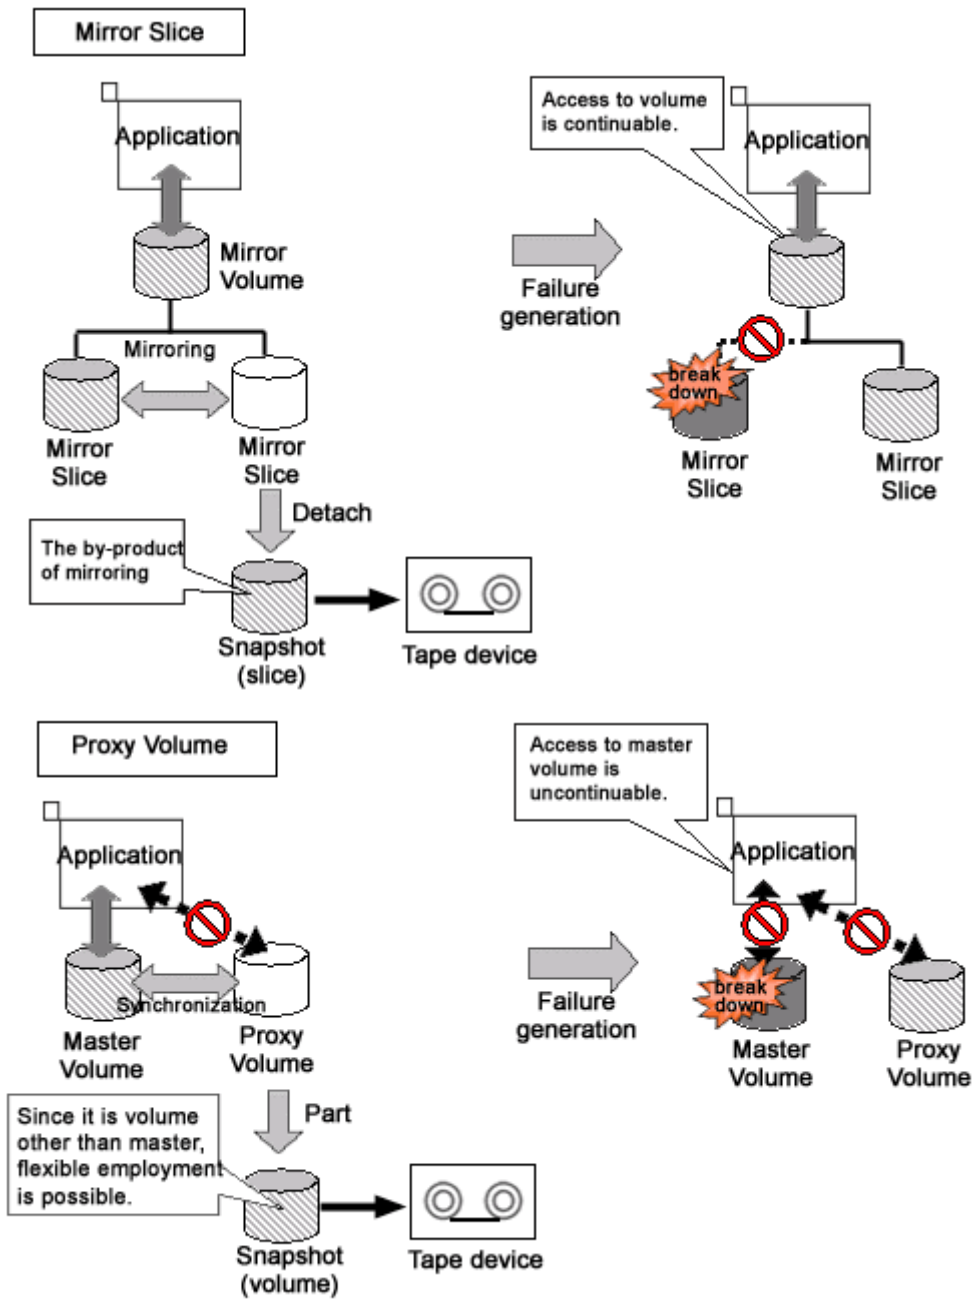 Mirror Slice
Application
Mirror
Volume
Mirroring
Mirror
Slice
Mirror
Slice
Detach
The by-product
of mirroring
Snapshot
(slice)
Tape device
Failure
generation
Access to volume
is continuable.
Application
break
down
Mirror
Slice
Mirror
Slice
Proxy Volume
Application
Synchronization
Master
Volume
Proxy
Volume
Part
Since it is volume
other than master,
flexible employment
is possible.
Snapshot
(volume)
Tape device
Failure
generation
Access to master
volume is
uncontinuable.
Application
break
down
Master
Volume
Proxy
Volume